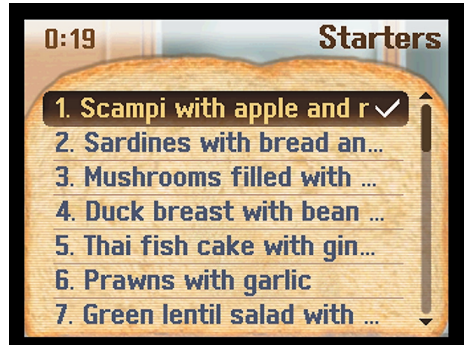 0:19 Starters
1. Scampi with apple and r
2. Sardines with bread an...
3. Mushrooms filled with ...
4. Duck breast with bean ...
5. Thai fish cake with gin...
6. Prawns with garlic
7. Green lentil salad with ...